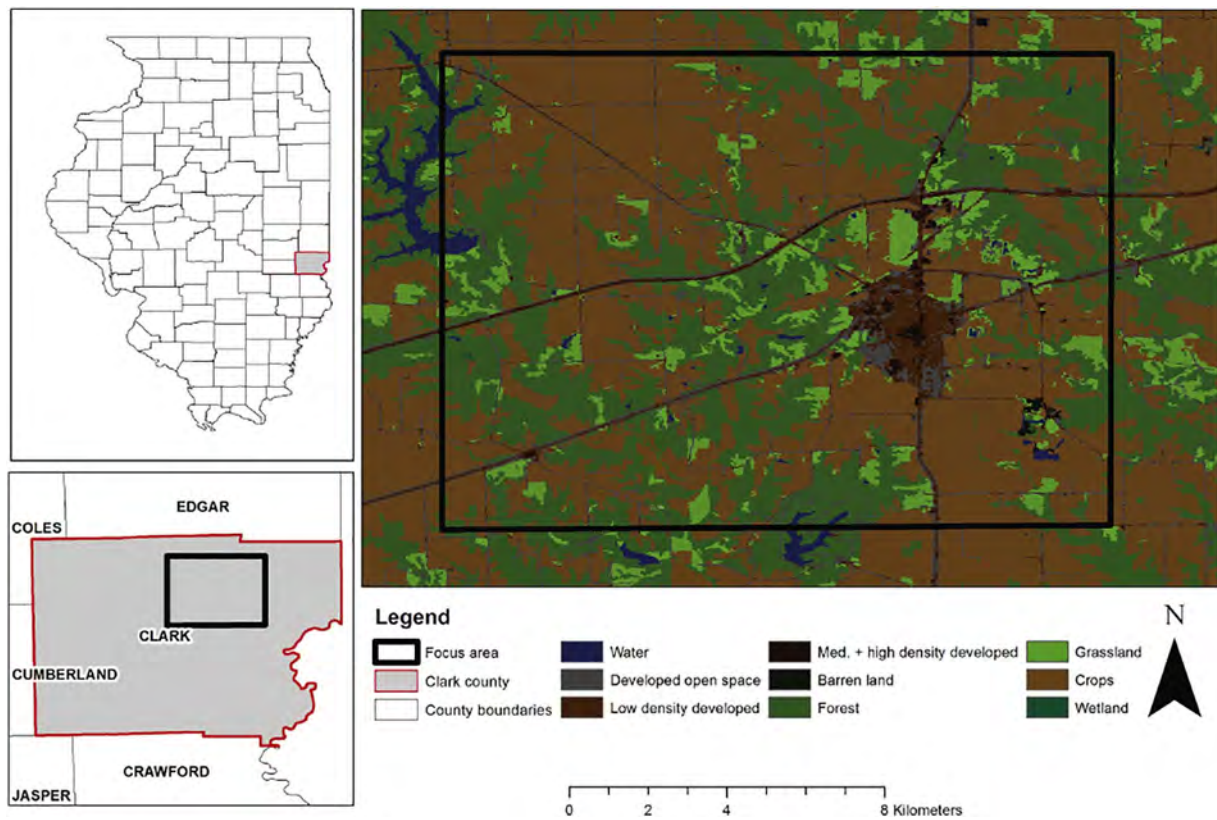 EDGAR
COLES
CLARK
CUMBERLAND
CRAWFORD
JASPER
Legend
Focus area
Clark county
County boundaries
Water
Developed open space
Low density developed
Med. + high density developed
Barren land
Forest
Grassland
Crops
Wetland
N
0 2 4 8 Kilometers